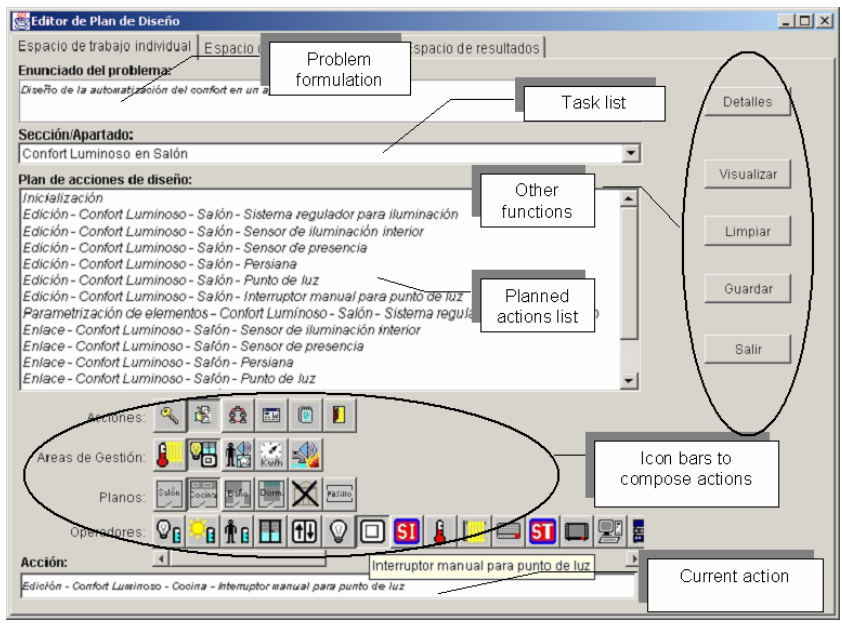 Editor de Plan de Diseño
Espacio de trabajo individual
Espacio
espacio de resultados
Problem
formulation
Enunciado del problema:
Diseño de la automatización del confort en un
Task list
Detalles
Sección/Apartado:
Confort Luminoso en Salón
Visualizar
Plan de acciones de diseño:
Other
functions
Inicialización
Edición - Confort Luminoso - Salón - Sistema regulador para iluminación
Edición - Confort Luminoso - Salón - Sensor de iluminación interior
Limpiar
Edición - Confort Luminoso - Salón - Sensor de presencia
Edición - Confort Luminoso - Salón - Persiana
Edición - Confort Luminoso - Salón - Punto de luz
Guardar
Edición - Confort Luminoso - Salón - Interruptor manual para punto de luz
Planned
actions list
Parametrización de elementos - Confort Luminoso - Salón - Sistema
Enlace - Confort Luminoso - Salón - Sensor de iluminación interior
Enlace - Confort Luminoso - Salón - Sensor de presencia
Salir
Enlace - Confort Luminoso - Salón - Persiana
Enlace - Confort Luminoso - Salón - Punto de luz
Acciones:
Areas de Gestión:
Kwh
Icon bars to
compose actions
Planos:
Salón
Cocina
Baño
Dorm.
Pasillo
Operadores:
SI
ST
Acción:
Interruptor manual para punto de luz
Current action
Edición - Confort Luminoso - Cocina - Interruptor manual para punto de luz